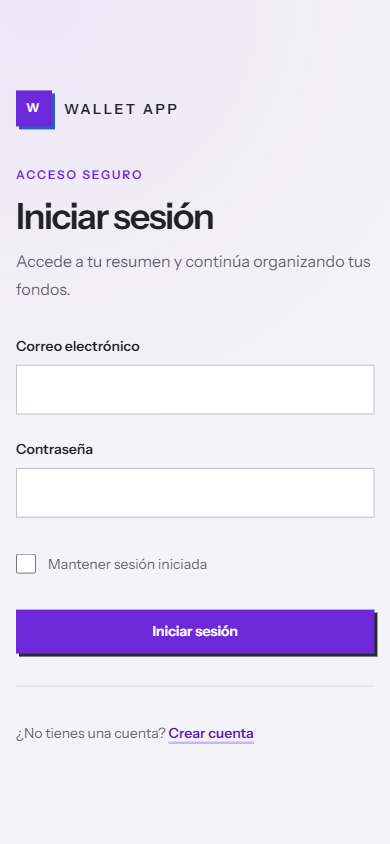 W
WALLET APP
ACCESO SEGURO
Iniciar sesión
Accede a tu resumen y continúa organizando tus
fondos.
Correo electrónico
Contraseña
Mantener sesión iniciada
Iniciar sesión
¿No tienes una cuenta? Crear cuenta